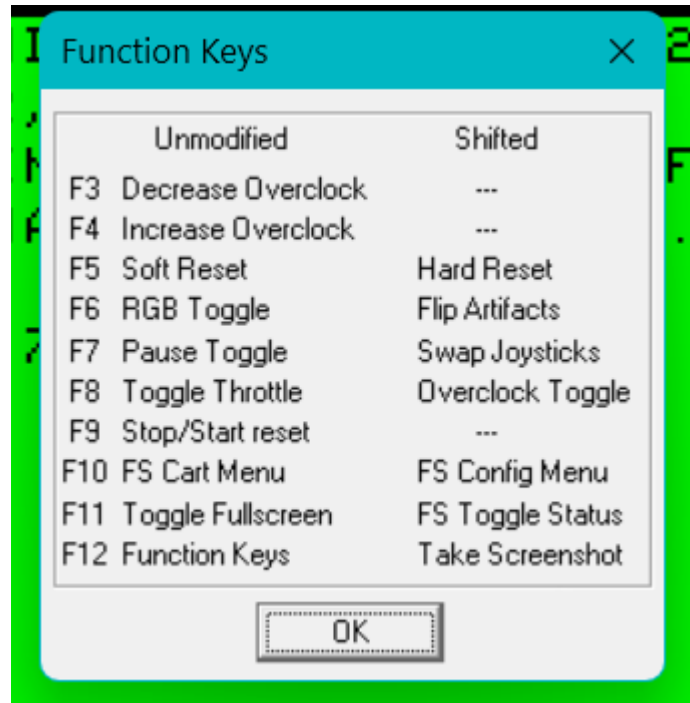 Function Keys
Unmodified Shifted
F3 Decrease Overclock ---
F4 Increase Overclock ---
F5 Soft Reset Hard Reset
F6 RGB Toggle Flip Artifacts
F7 Pause Toggle Swap Joysticks
F8 Toggle Throttle Overclock Toggle
F9 Stop/Start reset ---
F10 FS Cart Menu FS Config Menu
F11 Toggle Fullscreen FS Toggle Status
F12 Function Keys Take Screenshot
OK